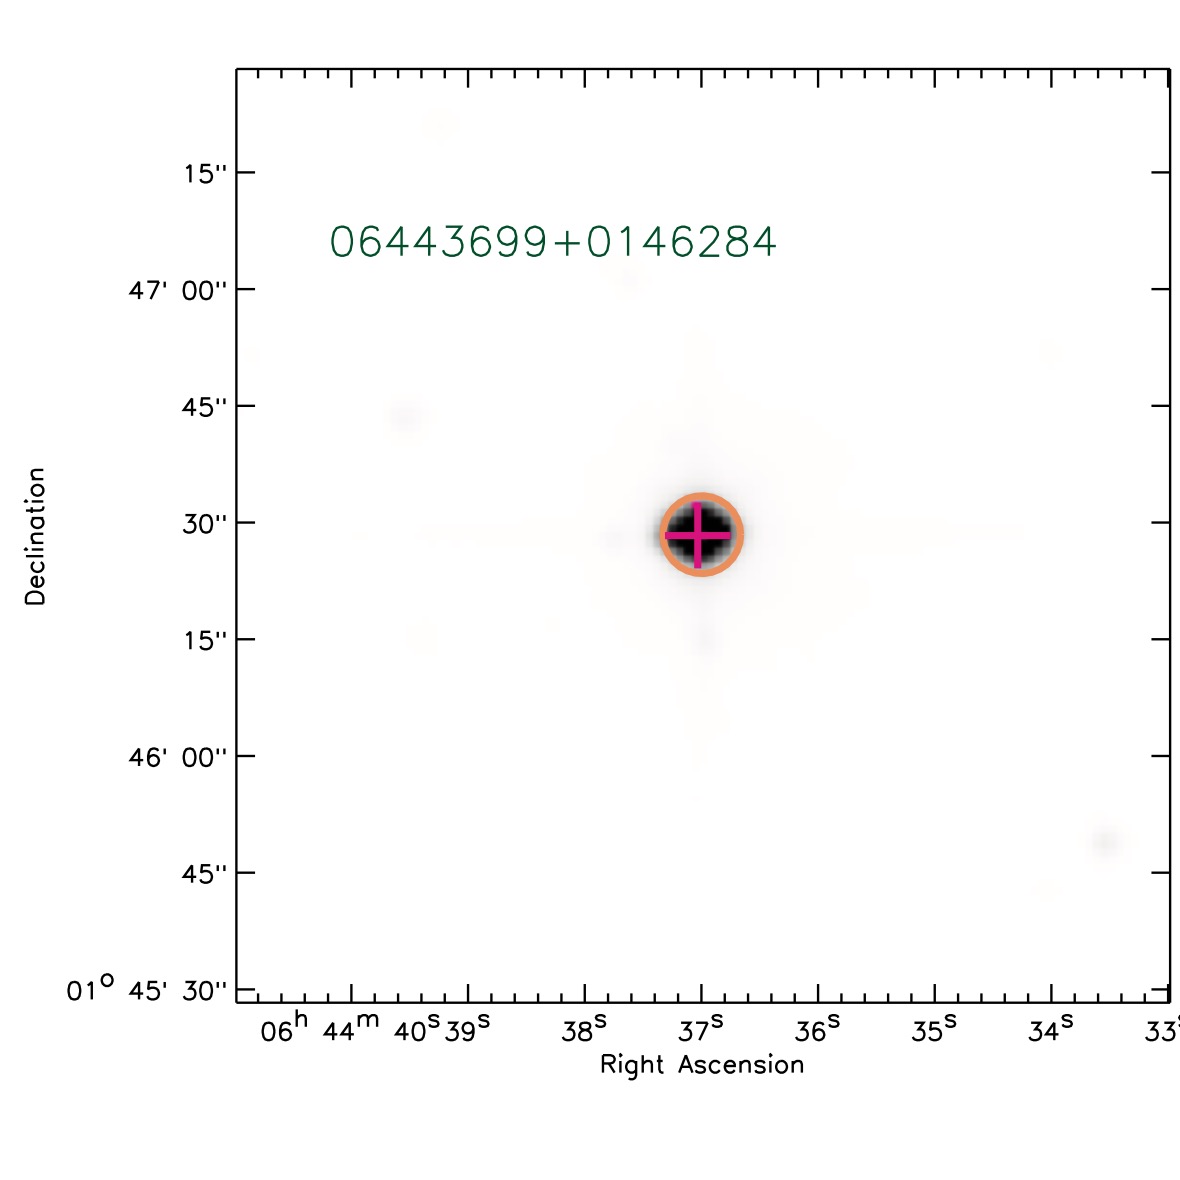 06443699+0146284
15"
47' 00"
45"
30"
15"
46' 00"
45"
01° 45' 30"
Declination
06ʰ 44ᵐ 40ˢ 39ˢ 38ˢ 37ˢ 36ˢ 35ˢ 34ˢ 33ˢ
Right Ascension